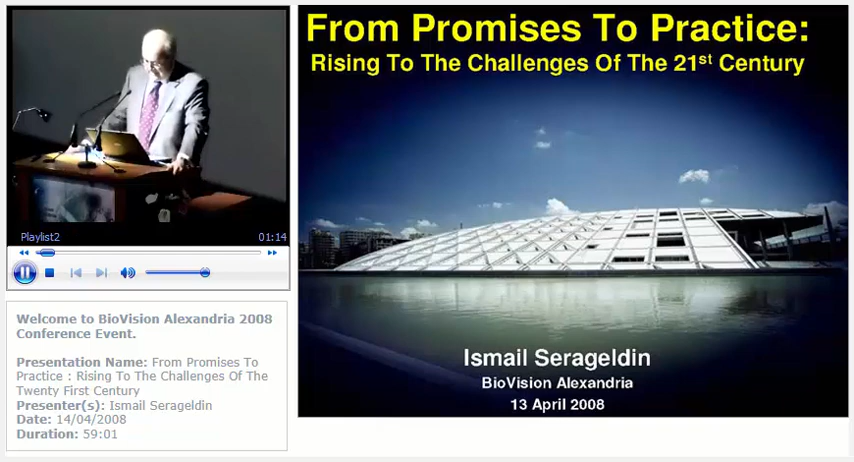 Playlist2 01:14
Welcome to BioVision Alexandria 2008
Conference Event.
Presentation Name: From Promises To
Practice : Rising To The Challenges Of The
Twenty First Century
Presenter(s): Ismail Serageldin
Date: 14/04/2008
Duration: 59:01
From Promises To Practice:
Rising To The Challenges Of The 21st Century
Ismail Serageldin
BioVision Alexandria
13 April 2008